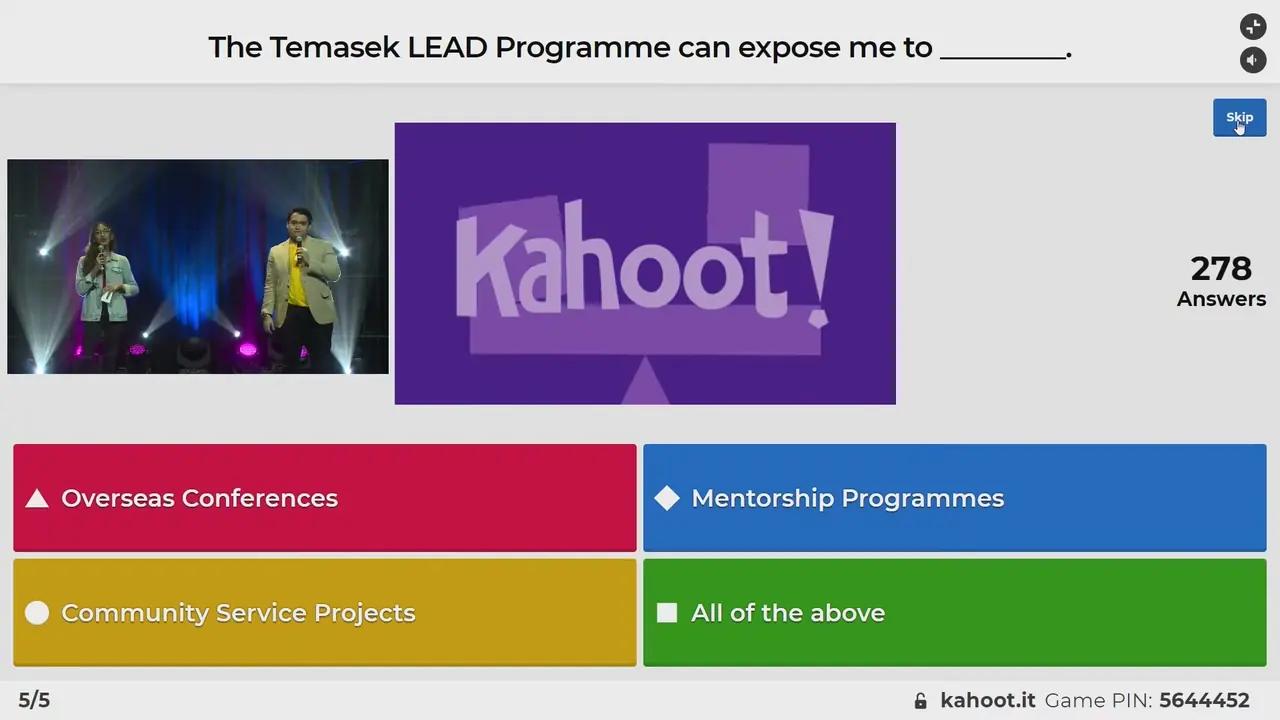 The Temasek LEAD Programme can expose me to _________.
Skip
Kahoot!
278
Answers
Overseas Conferences
Mentorship Programmes
Community Service Projects
All of the above
5/5
kahoot.it Game PIN: 5644452